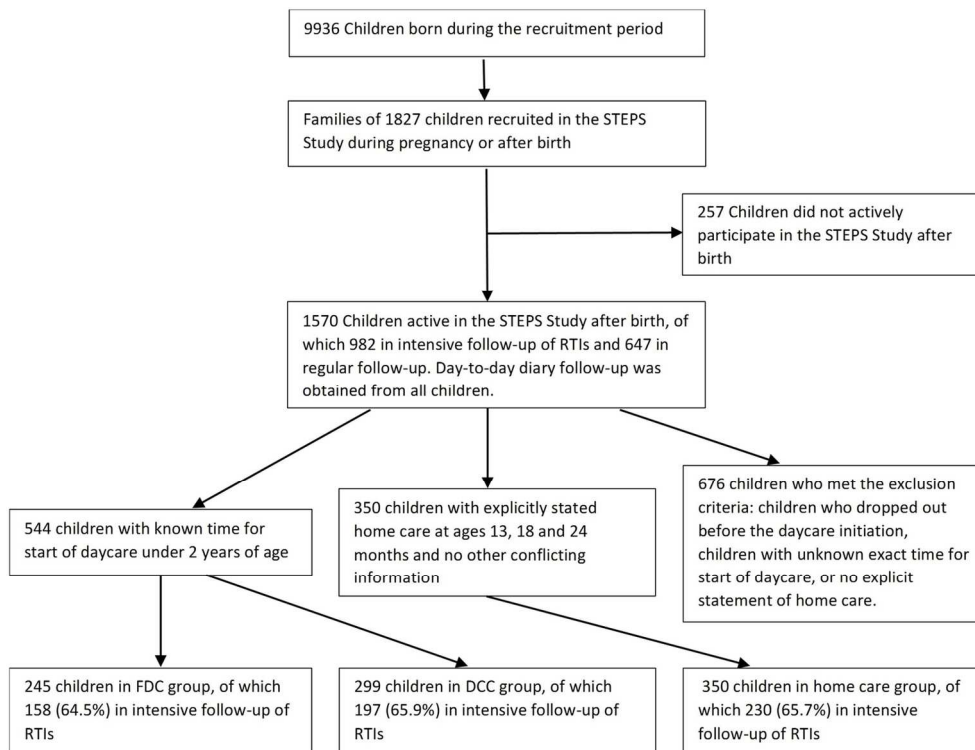 9936 Children born during the recruitment period
Families of 1827 children recruited in the STEPS
Study during pregnancy or after birth
257 Children did not actively
participate in the STEPS Study after
birth
1570 Children active in the STEPS Study after birth, of
which 982 in intensive follow-up of RTIs and 647 in
regular follow-up. Day-to-day diary follow-up was
obtained from all children.
544 children with known time for
start of daycare under 2 years of age
350 children with explicitly stated
home care at ages 13, 18 and 24
months and no other conflicting
information
676 children who met the exclusion
criteria: children who dropped out
before the daycare initiation,
children with unknown exact time for
start of daycare, or no explicit
statement of home care.
245 children in FDC group, of which
158 (64.5%) in intensive follow-up of
RTIs
299 children in DCC group, of which
197 (65.9%) in intensive follow-up of
RTIs
350 children in home care group, of
which 230 (65.7%) in intensive
follow-up of RTIs